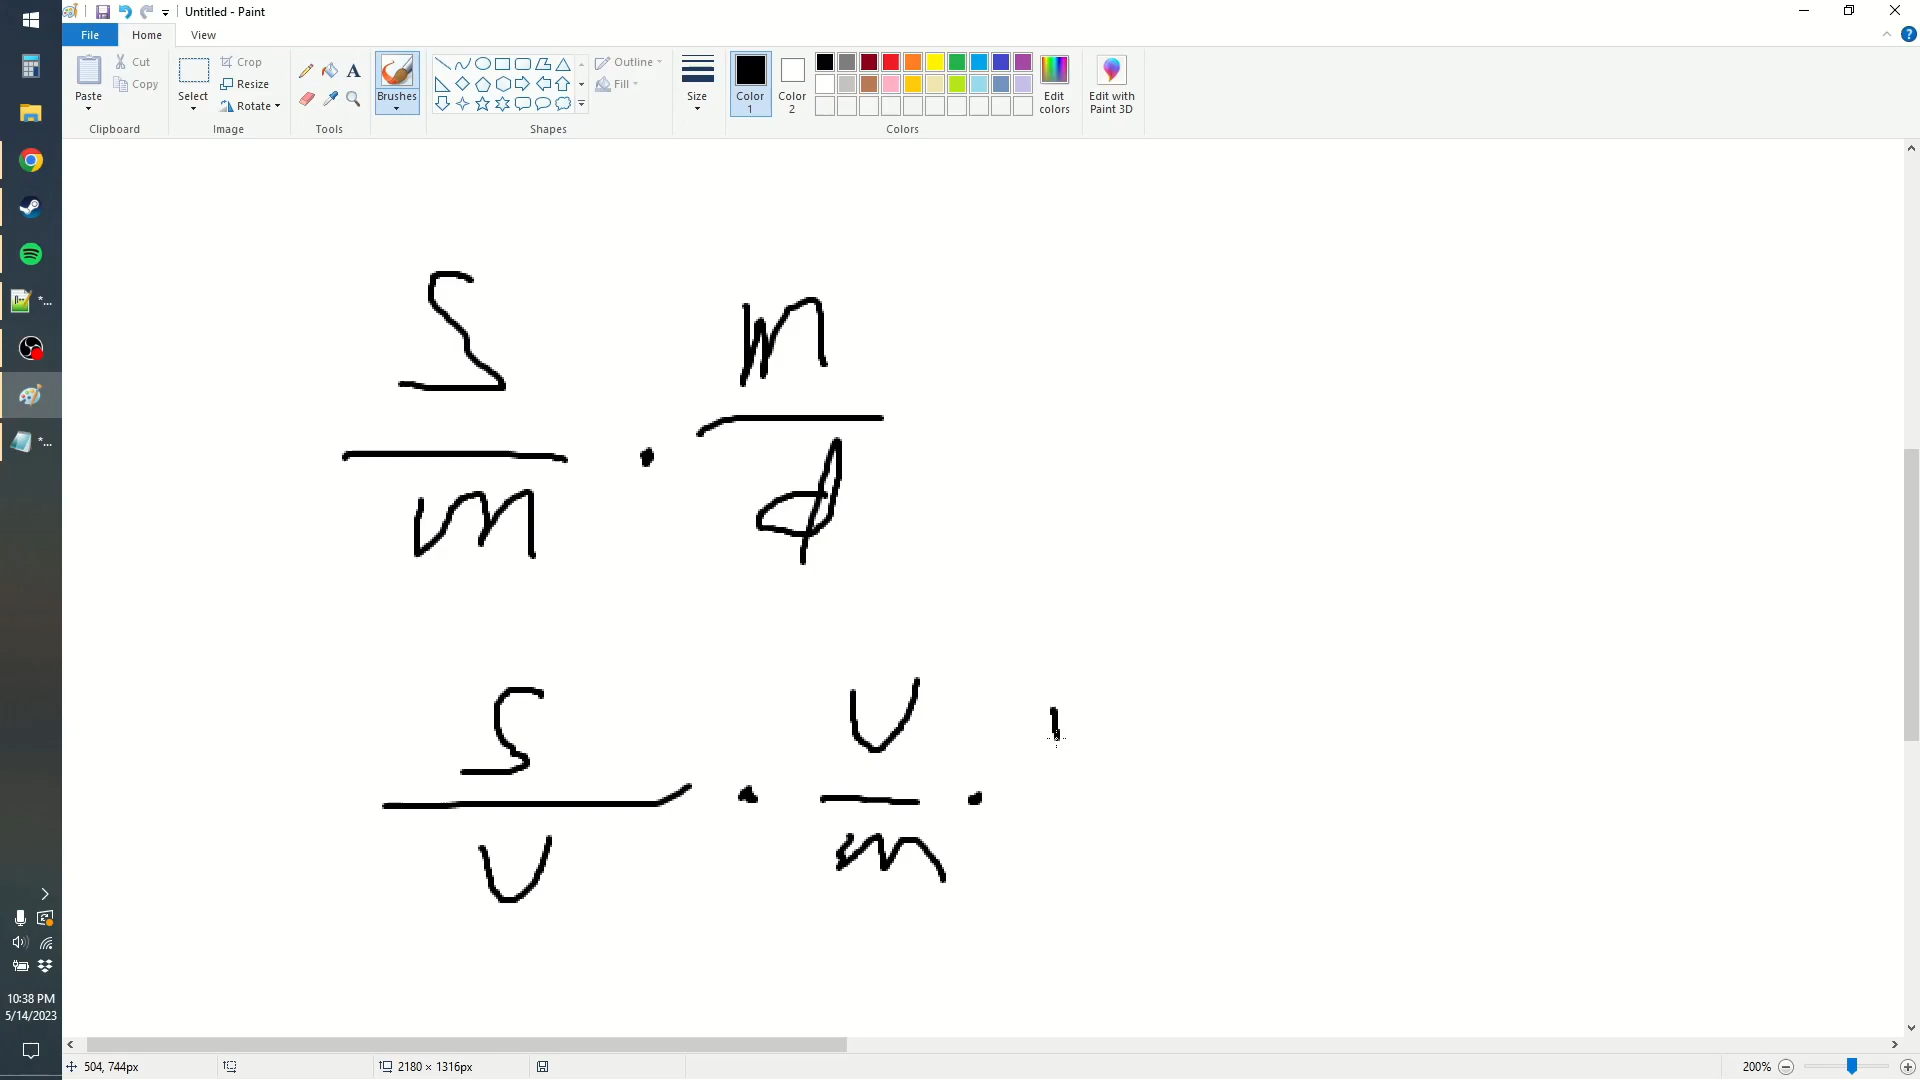 Untitled - Paint
File
Home
View
Paste
Cut
Copy
Clipboard
Select
Crop
Resize
Rotate
Image
Tools
Brushes
Outline
Fill
Shapes
Size
Color 1
Color 2
Edit colors
Colors
Edit with Paint 3D
*...
*...
S
m
·
m
d
S
U
·
U
m
·
10:38 PM
5/14/2023
504, 744px
2180 × 1316px
200%